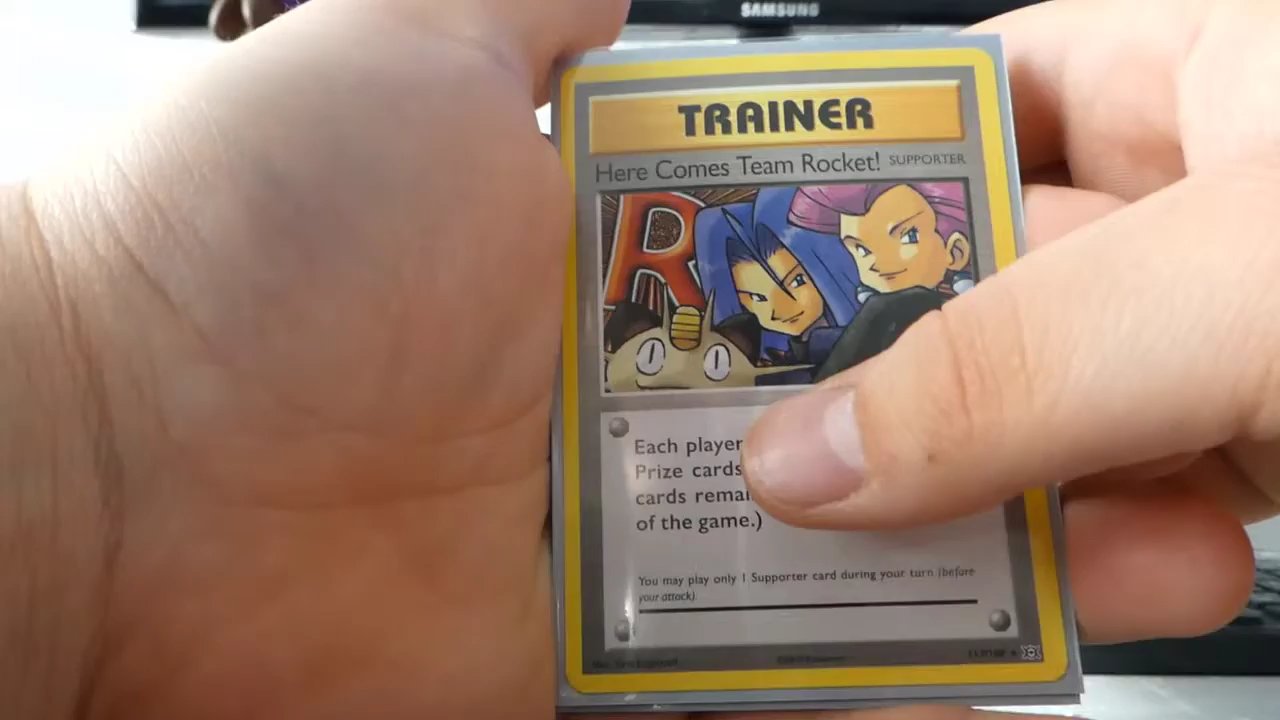 SAMSUNG
TRAINER
Here Comes Team Rocket! SUPPORTER
R
Each player
Prize cards
cards remai
of the game.)
You may play only 1 Supporter card during your turn (before
your attack).